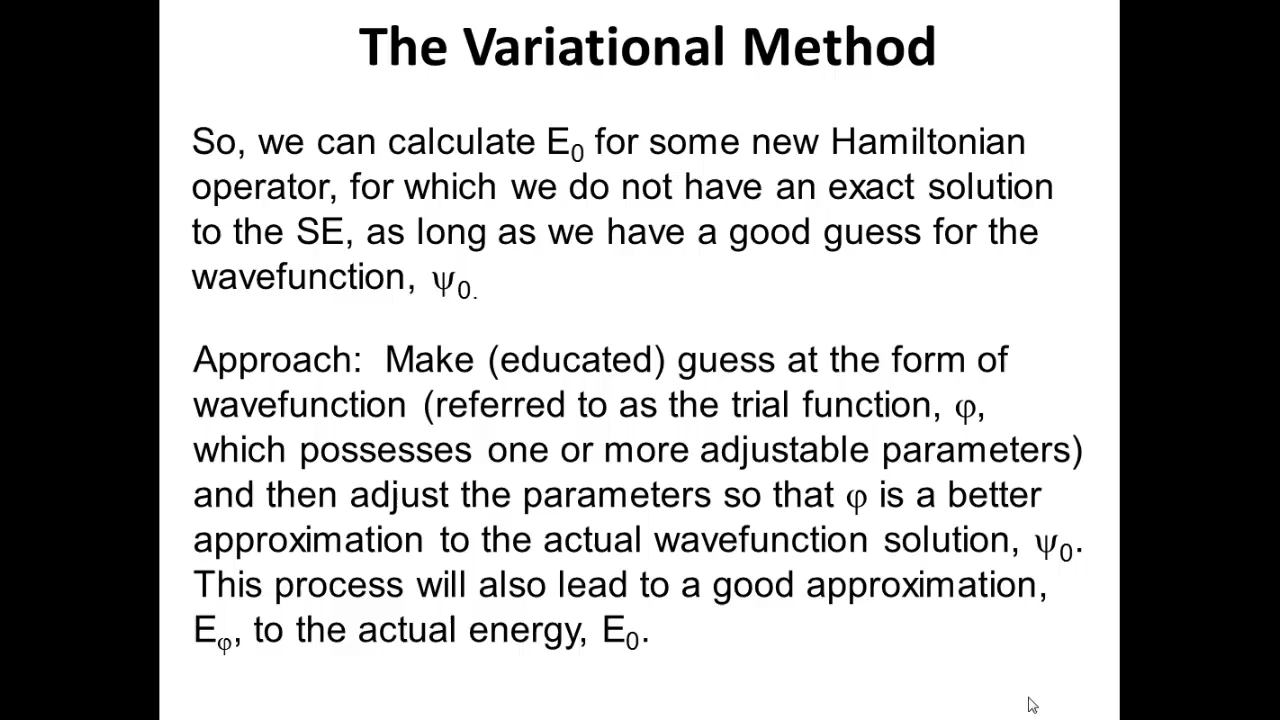 The Variational Method
So, we can calculate E₀ for some new Hamiltonian
operator, for which we do not have an exact solution
to the SE, as long as we have a good guess for the
wavefunction, ψ₀.
Approach: Make (educated) guess at the form of
wavefunction (referred to as the trial function, φ,
which possesses one or more adjustable parameters)
and then adjust the parameters so that φ is a better
approximation to the actual wavefunction solution, ψ₀.
This process will also lead to a good approximation,
Eᵩ, to the actual energy, E₀.